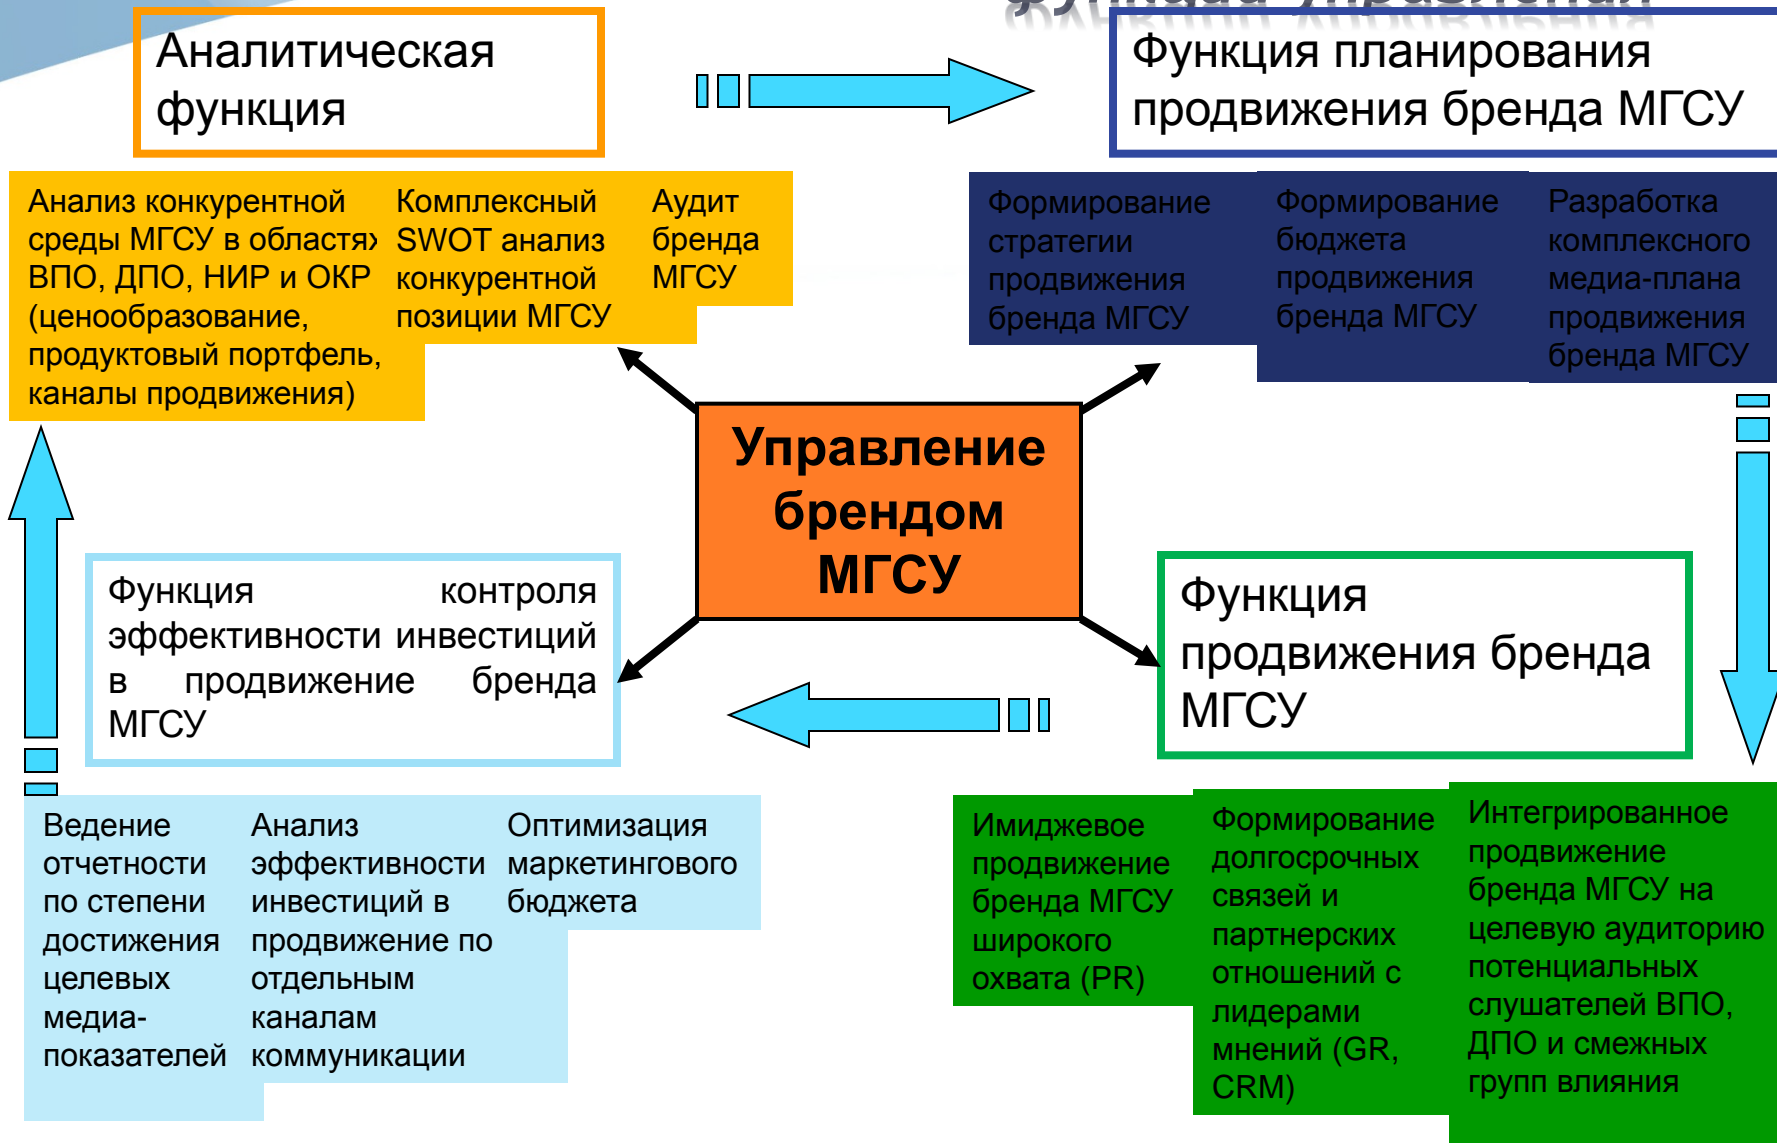 функции управления
Аналитическая
функция
Функция планирования
продвижения бренда МГСУ
Анализ конкурентной
среды МГСУ в областях
ВПО, ДПО, НИР и ОКР
(ценообразование,
продуктовый портфель,
каналы продвижения)
Комплексный
SWOT анализ
конкурентной
позиции МГСУ
Аудит
бренда
МГСУ
Формирование
стратегии
продвижения
бренда МГСУ
Формирование
бюджета
продвижения
бренда МГСУ
Разработка
комплексного
медиа-плана
продвижения
бренда МГСУ
Управление
брендом
МГСУ
Функция контроля
эффективности инвестиций
в продвижение бренда
МГСУ
Функция
продвижения бренда
МГСУ
Ведение
отчетности
по степени
достижения
целевых
медиа-
показателей
Анализ
эффективности
инвестиций в
продвижение по
отдельным
каналам
коммуникации
Оптимизация
маркетингового
бюджета
Имиджевое
продвижение
бренда МГСУ
широкого
охвата (PR)
Формирование
долгосрочных
связей и
партнерских
отношений с
лидерами
мнений (GR,
CRM)
Интегрированное
продвижение
бренда МГСУ на
целевую аудиторию
потенциальных
слушателей ВПО,
ДПО и смежных
групп влияния